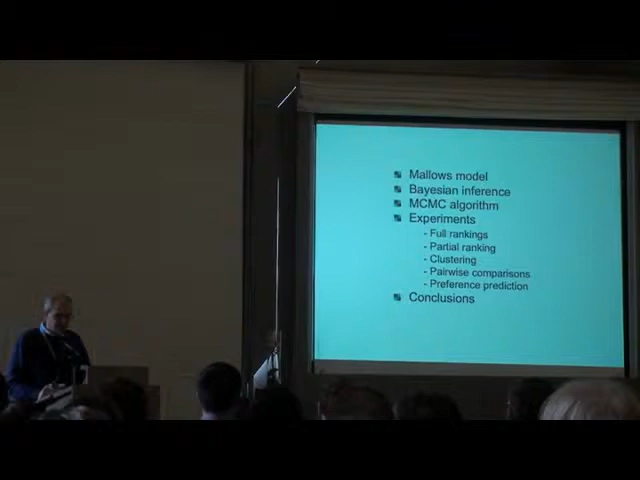 Mallows model
Bayesian inference
MCMC algorithm
Experiments
- Full rankings
- Partial ranking
- Clustering
- Pairwise comparisons
- Preference prediction
Conclusions